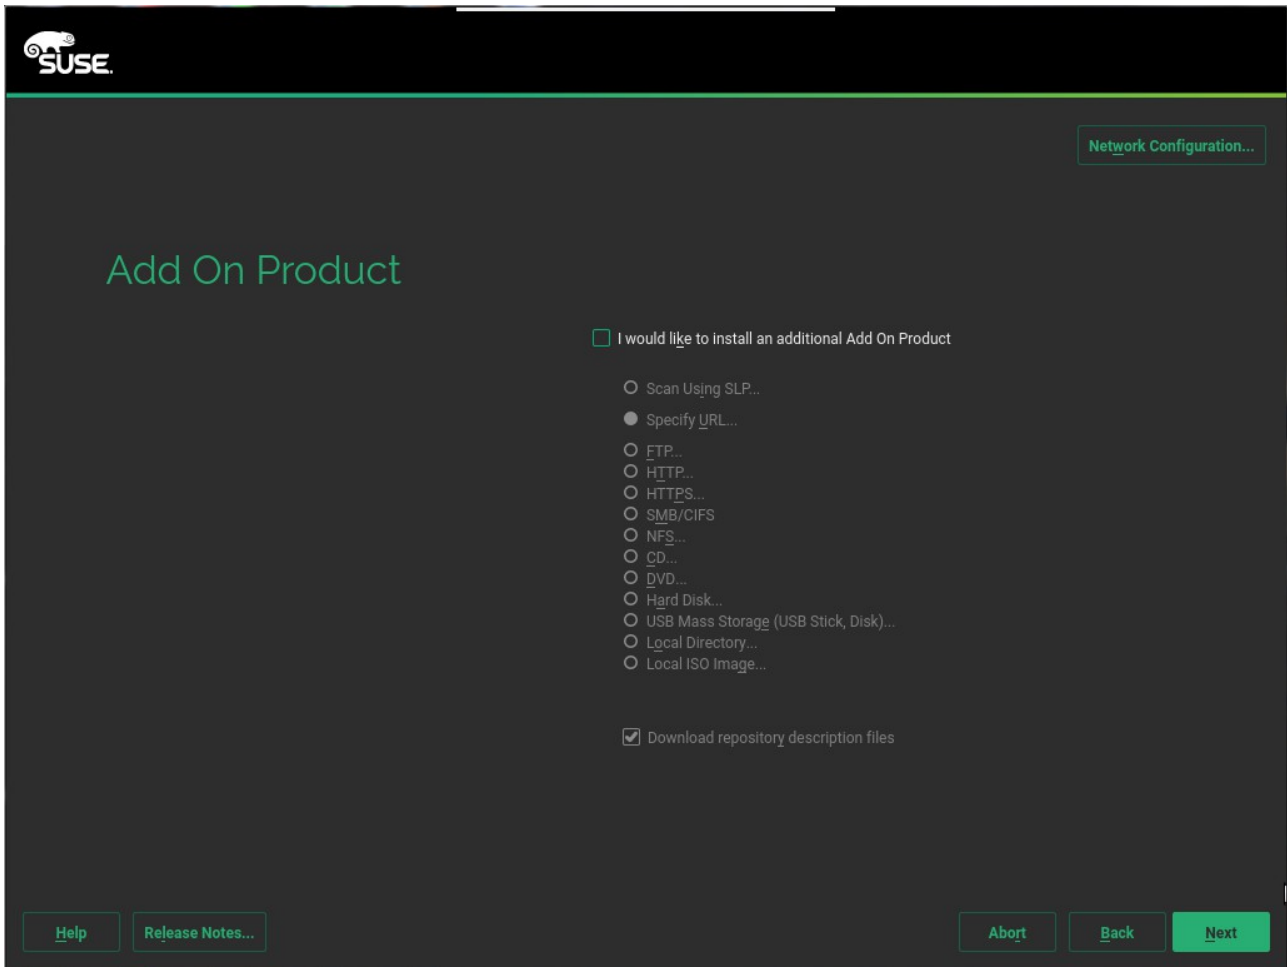 SUSE.
Network Configuration...
Add On Product
I would like to install an additional Add On Product
Scan Using SLP...
Specify URL...
FTP...
HTTP...
HTTPS...
SMB/CIFS
NFS...
CD...
DVD...
Hard Disk...
USB Mass Storage (USB Stick, Disk)...
Local Directory...
Local ISO Image...
Download repository description files
Help Release Notes... Abort Back Next